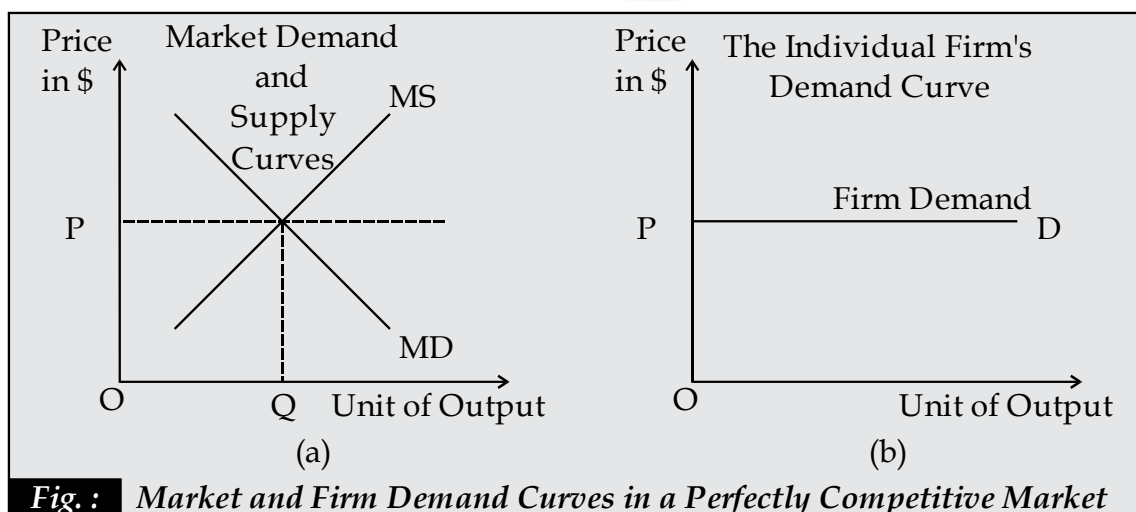 Price
in $
Market Demand
and
Supply
Curves
MS
P
MD
O
Q
Unit of Output
(a)
Price
in $
The Individual Firm's
Demand Curve
Firm Demand
P
D
O
Unit of Output
(b)
Fig. : Market and Firm Demand Curves in a Perfectly Competitive Market